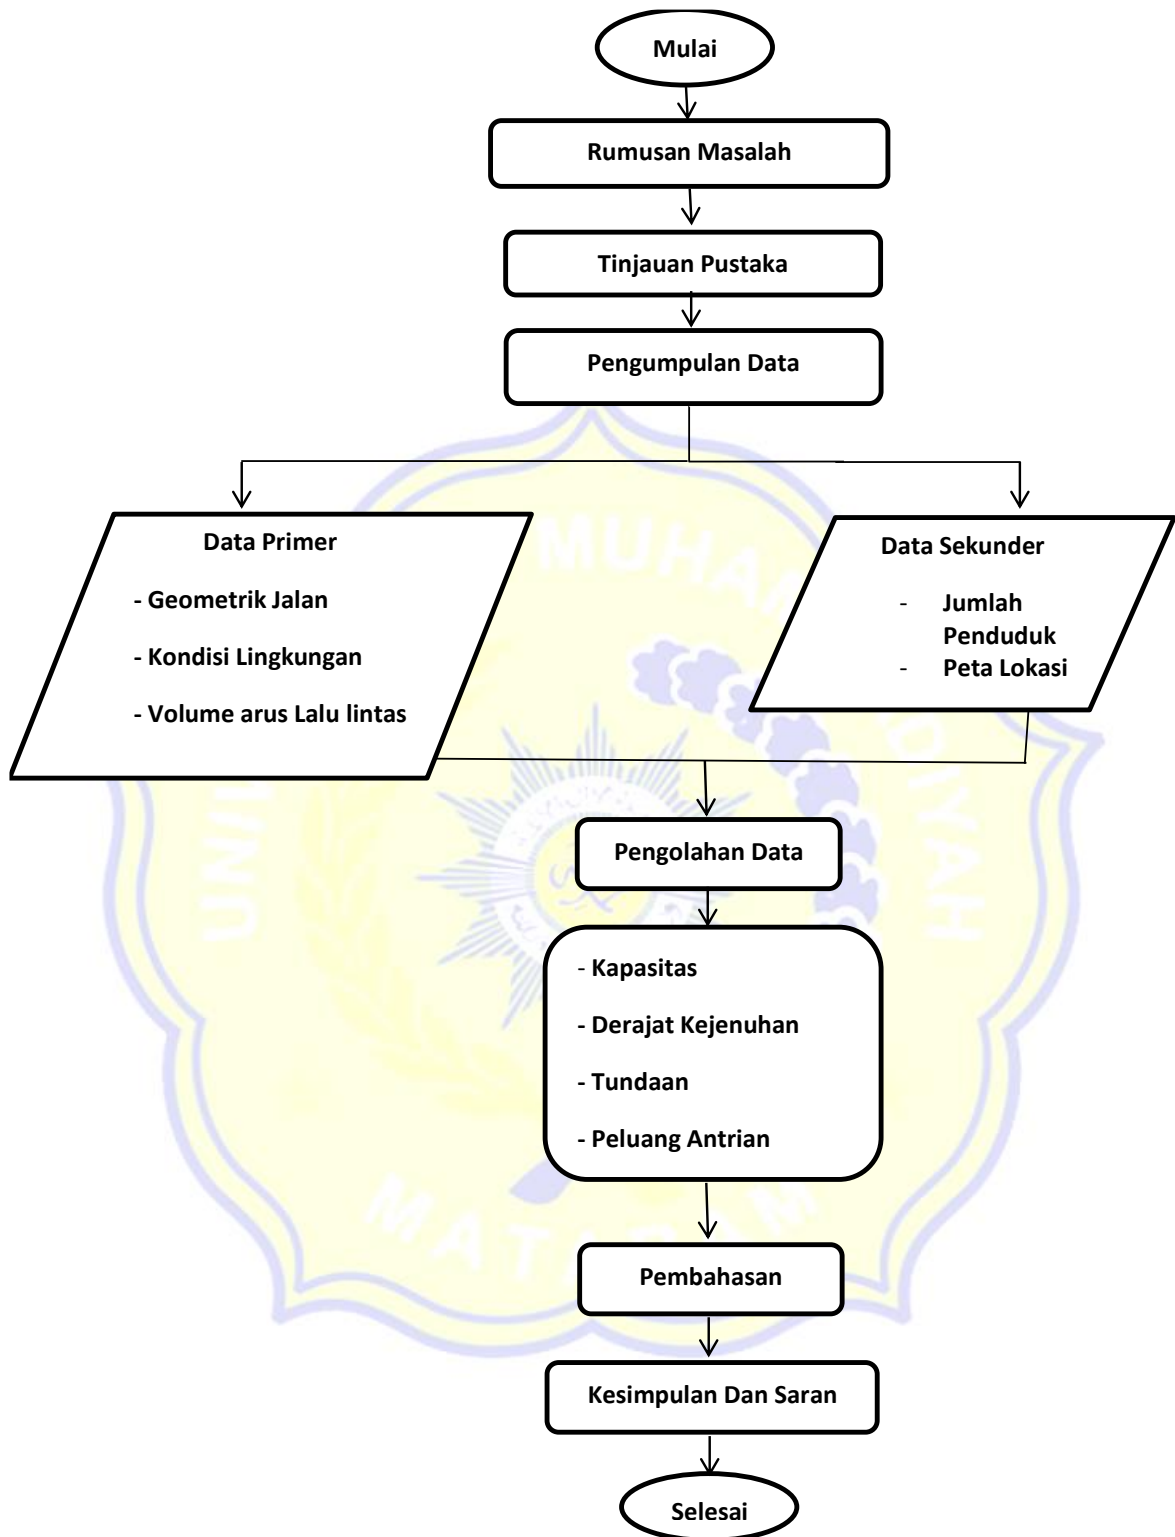 Mulai
Rumusan Masalah
Tinjauan Pustaka
Pengumpulan Data
Data Primer
- Geometrik Jalan
- Kondisi Lingkungan
- Volume arus Lalu lintas
Data Sekunder
- Jumlah
Penduduk
- Peta Lokasi
Pengolahan Data
- Kapasitas
- Derajat Kejenuhan
- Tundaan
- Peluang Antrian
Pembahasan
Kesimpulan Dan Saran
Selesai
MATARAM